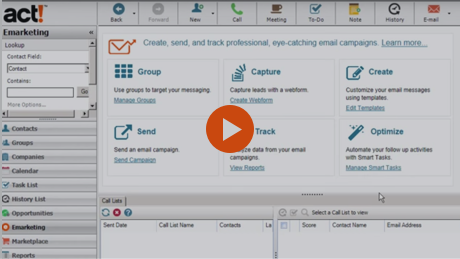 act!
Back
Forward
New
Call
Meeting
To-Do
Note
History
E-mail
Emarketing
Lookup
Contact Field:
Contact
Contains:
Go
More Options...
Contacts
Groups
Companies
Calendar
Task List
History List
Opportunities
Emarketing
Marketplace
Reports
Create, send, and track professional, eye-catching email campaigns. Learn more...
Group
Use groups to target your messaging.
Manage Groups
Capture
Capture leads with a webform.
Create Webform
Create
Customize your email messages
using templates.
Edit Templates
Send
Send an email campaign.
Send Campaign
Track
data from your email
campaigns.
View Reports
Optimize
Automate your follow up activities
with Smart Tasks.
Manage Smart Tasks
Call Lists
Select a Call List to view
Sent Date
Call List Name
Contacts
La
Score
Contact Name
Email Address